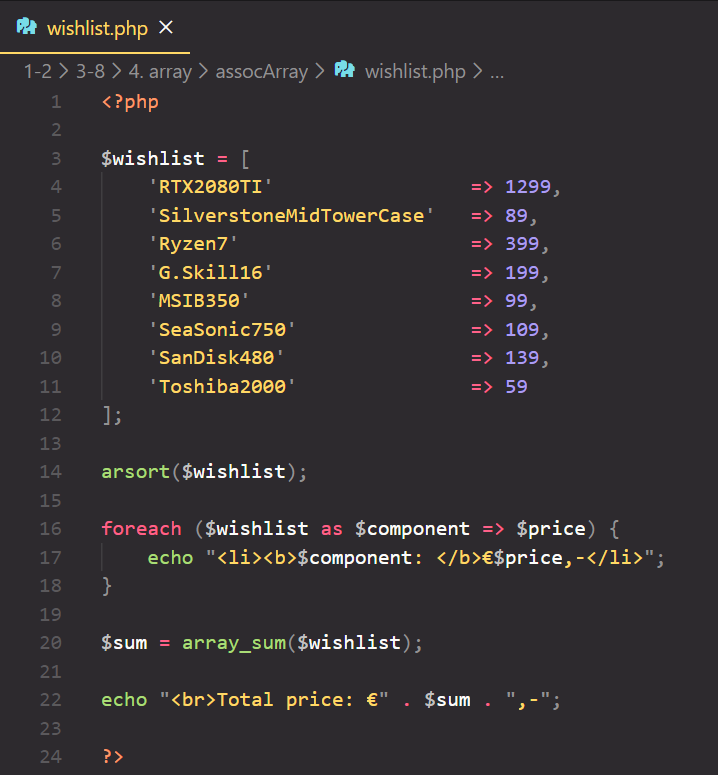 wishlist.php ×
1-2 > 3-8 > 4. array > assocArray > wishlist.php > ...
1 <?php
2
3 $wishlist = [
4     'RTX2080TI'                 => 1299,
5     'SilverstoneMidTowerCase'   => 89,
6     'Ryzen7'                    => 399,
7     'G.Skill16'                 => 199,
8     'MSIB350'                   => 99,
9     'SeaSonic750'               => 109,
10     'SanDisk480'                => 139,
11     'Toshiba2000'               => 59
12 ];
13
14 arsort($wishlist);
15
16 foreach ($wishlist as $component => $price) {
17     echo "<li><b>$component: </b>€$price,-</li>";
18 }
19
20 $sum = array_sum($wishlist);
21
22 echo "<br>Total price: €" . $sum . ",-";
23
24 ?>